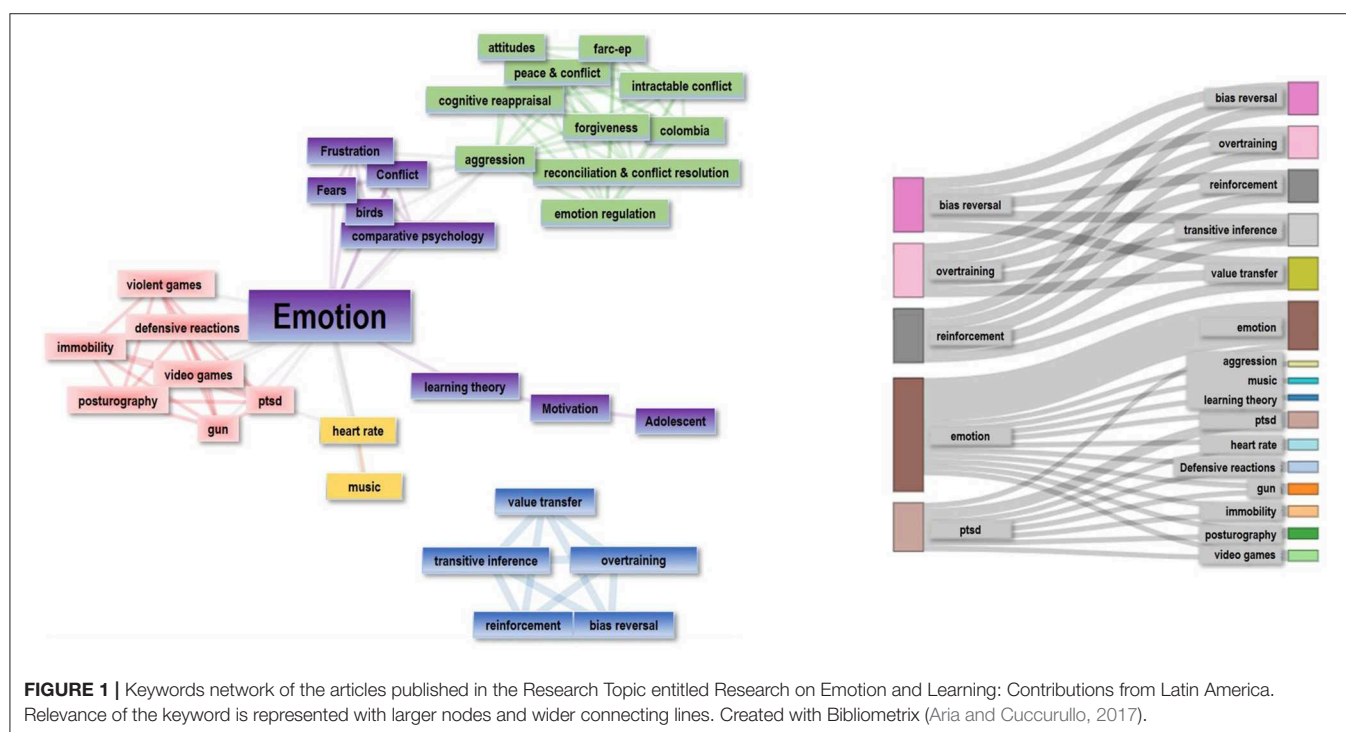 attitudes
farc-ep
peace & conflict
intractable conflict
cognitive reappraisal
forgiveness
colombia
aggression
reconciliation & conflict resolution
emotion regulation
Frustration
Conflict
Fears
birds
comparative psychology
Emotion
violent games
defensive reactions
immobility
video games
posturography
ptsd
gun
heart rate
music
learning theory
Motivation
Adolescent
value transfer
transitive inference
overtraining
reinforcement
bias reversal
bias reversal
overtraining
reinforcement
emotion
ptsd
bias reversal
overtraining
reinforcement
transitive inference
value transfer
emotion
aggression
music
learning theory
ptsd
heart rate
Defensive reactions
gun
immobility
posturography
video games
FIGURE 1 | Keywords network of the articles published in the Research Topic entitled Research on Emotion and Learning: Contributions from Latin America.
Relevance of the keyword is represented with larger nodes and wider connecting lines. Created with Bibliometrix (Aria and Cuccurullo, 2017).